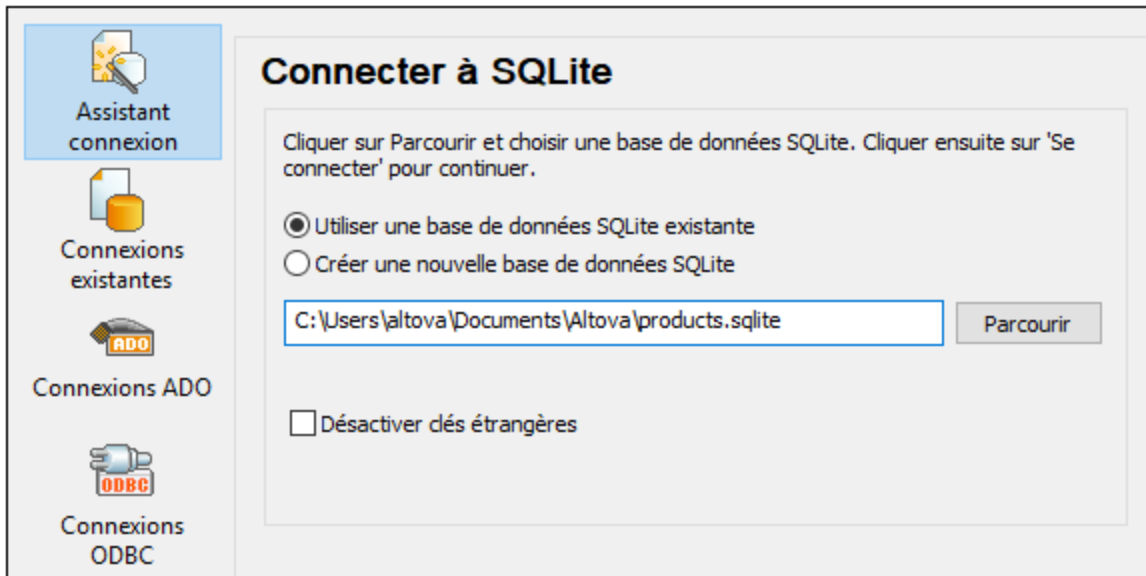 Assistant
connexion
Connexions
existantes
ADO
Connexions ADO
ODBC
Connexions
ODBC
Connecter à SQLite
Cliquer sur Parcourir et choisir une base de données SQLite. Cliquer ensuite sur 'Se
connecter' pour continuer.
Utiliser une base de données SQLite existante
Créer une nouvelle base de données SQLite
C:\Users\altova\Documents\Altova\products.sqlite
Parcourir
Désactiver clés étrangères